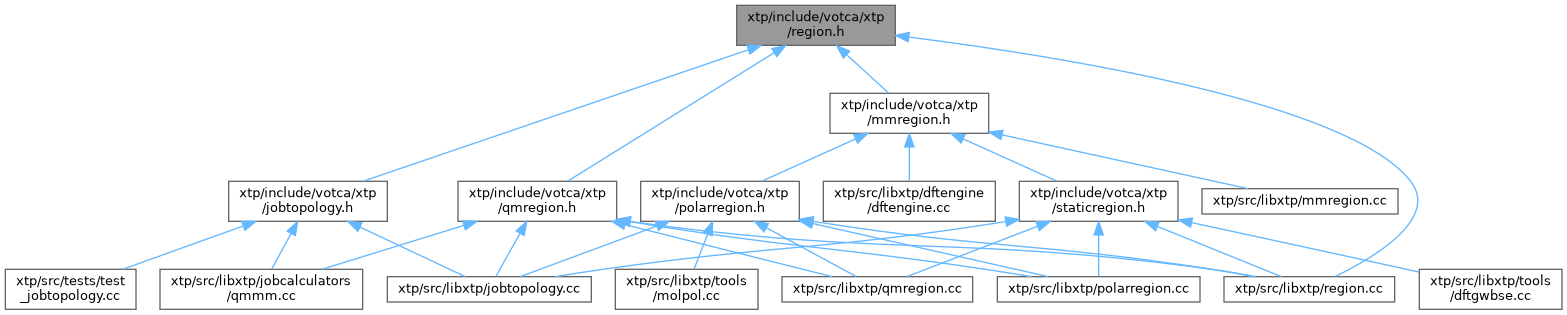 xtp/include/votca/xtp
/region.h
xtp/include/votca/xtp
/mmregion.h
xtp/include/votca/xtp
/jobtopology.h
xtp/include/votca/xtp
/qmregion.h
xtp/include/votca/xtp
/polarregion.h
xtp/src/libxtp/dftengine
/dftengine.cc
xtp/include/votca/xtp
/staticregion.h
xtp/src/libxtp/mmregion.cc
xtp/src/tests/test
_jobtopology.cc
xtp/src/libxtp/jobcalculators
/qmmm.cc
xtp/src/libxtp/jobtopology.cc
xtp/src/libxtp/tools
/molpol.cc
xtp/src/libxtp/qmregion.cc
xtp/src/libxtp/polarregion.cc
xtp/src/libxtp/region.cc
xtp/src/libxtp/tools
/dftgwbse.cc